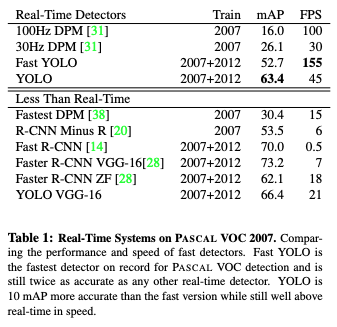 Real-Time Detectors Train mAP FPS
100Hz DPM [31] 2007 16.0 100
30Hz DPM [31] 2007 26.1 30
Fast YOLO 2007+2012 52.7 155
YOLO 2007+2012 63.4 45
Less Than Real-Time
Fastest DPM [38] 2007 30.4 15
R-CNN Minus R [20] 2007 53.5 6
Fast R-CNN [14] 2007+2012 70.0 0.5
Faster R-CNN VGG-16[28] 2007+2012 73.2 7
Faster R-CNN ZF [28] 2007+2012 62.1 18
YOLO VGG-16 2007+2012 66.4 21
Table 1: Real-Time Systems on PASCAL VOC 2007. Compar-
ing the performance and speed of fast detectors. Fast YOLO is
the fastest detector on record for PASCAL VOC detection and is
still twice as accurate as any other real-time detector. YOLO is
10 mAP more accurate than the fast version while still well above
real-time in speed.